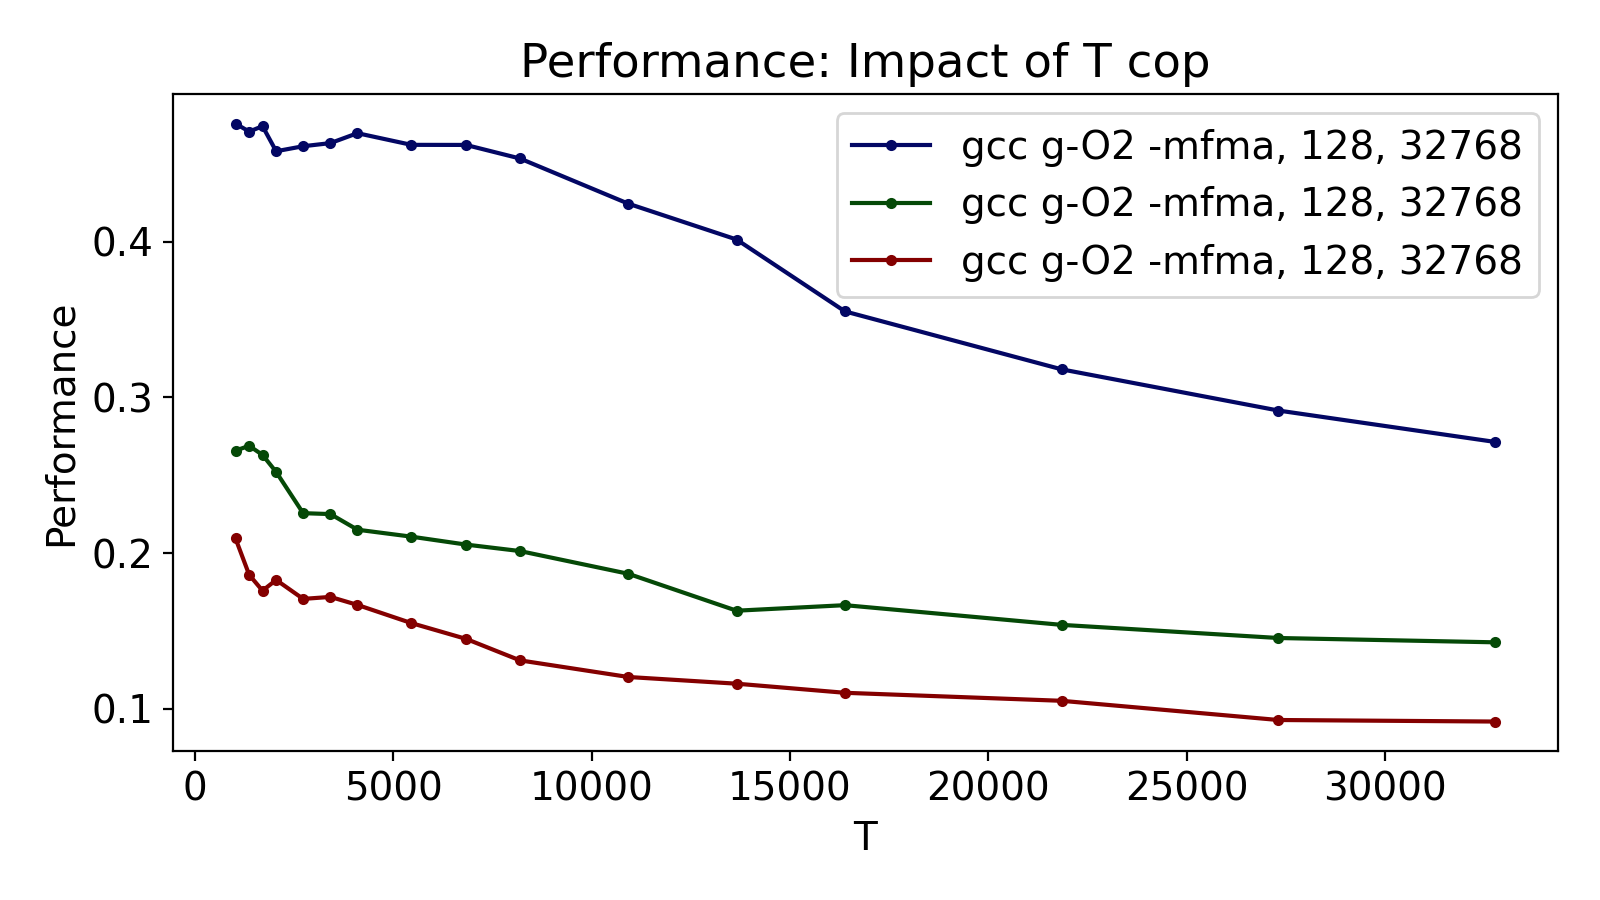 Performance: Impact of T cop
gcc g-O2 -mfma, 128, 32768
gcc g-O2 -mfma, 128, 32768
gcc g-O2 -mfma, 128, 32768
Performance
0.4
0.3
0.2
0.1
0 5000 10000 15000 20000 25000 30000
T